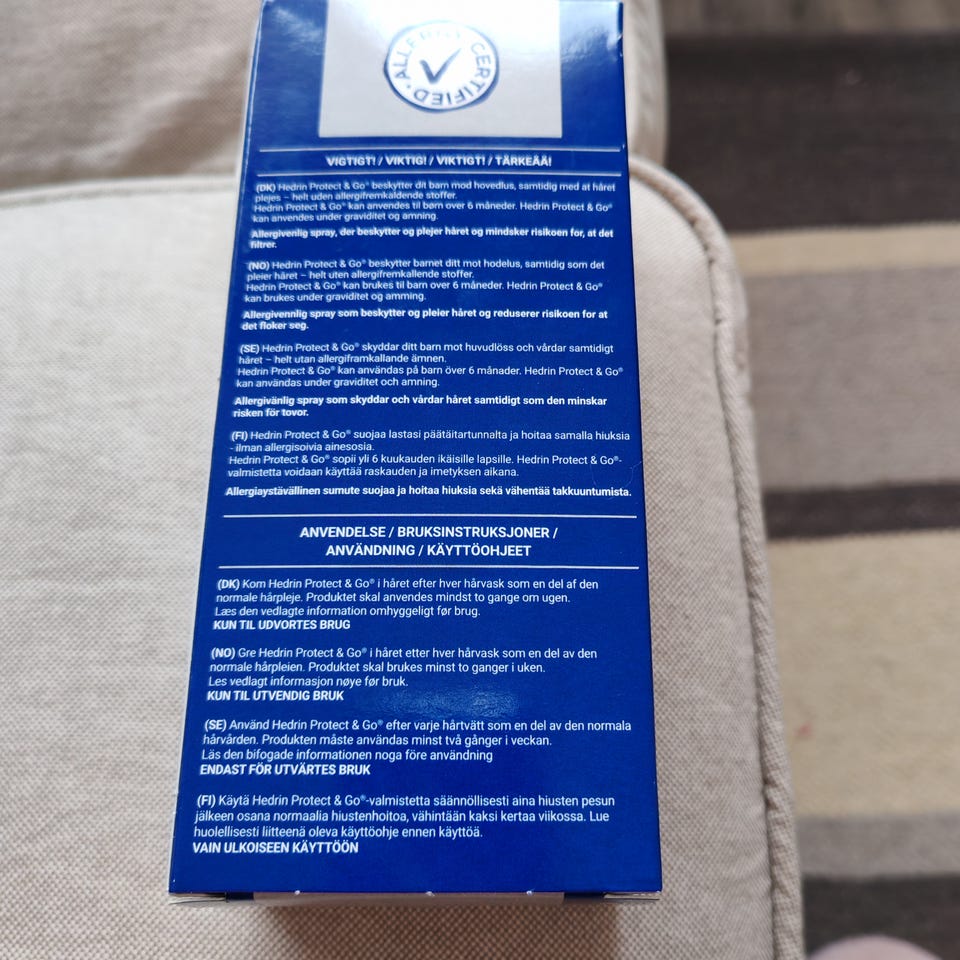 ALLERGY CERTIFIED
VIGTIGT! / VIKTIG! / VIKTIGT! / TÄRKEÄÄ!
(DK) Hedrin Protect & Go® beskytter dit barn mod hovedlus, samtidig med at håret
plejes – helt uden allergifremkaldende stoffer.
Hedrin Protect & Go® kan anvendes til børn over 6 måneder. Hedrin Protect & Go®
kan anvendes under graviditet og amning.
Allergivenlig spray, der beskytter og plejer håret og mindsker risikoen for, at det
filtrer.
(NO) Hedrin Protect & Go® beskytter barnet ditt mot hodelus, samtidig som det
pleier håret – helt uten allergifremkallende stoffer.
Hedrin Protect & Go® kan brukes til barn over 6 måneder. Hedrin Protect & Go®
kan brukes under graviditet og amming.
Allergivennlig spray som beskytter og pleier håret og reduserer risikoen for at
det floker seg.
(SE) Hedrin Protect & Go® skyddar ditt barn mot huvudlöss och vårdar samtidigt
håret – helt utan allergiframkallande ämnen.
Hedrin Protect & Go® kan användas på barn över 6 månader. Hedrin Protect & Go®
kan användas under graviditet och amning.
Allergivänlig spray som skyddar och vårdar håret samtidigt som den minskar
risken för tovor.
(FI) Hedrin Protect & Go® suojaa lastasi päätäitartunnalta ja hoitaa samalla hiuksia
- ilman allergisoivia ainesosia.
Hedrin Protect & Go® sopii yli 6 kuukauden ikäisille lapsille. Hedrin Protect & Go®-
valmistetta voidaan käyttää raskauden ja imetyksen aikana.
Allergiaystävällinen sumute suojaa ja hoitaa hiuksia sekä vähentää takkuuntumista.
ANVENDELSE / BRUKSINSTRUKSJONER /
ANVÄNDNING / KÄYTTÖOHJEET
(DK) Kom Hedrin Protect & Go® i håret efter hver hårvask som en del af den
normale hårpleje. Produktet skal anvendes mindst to gange om ugen.
Læs den vedlagte information omhyggeligt før brug.
KUN TIL UDVORTES BRUG
(NO) Gre Hedrin Protect & Go® i håret etter hver hårvask som en del av den
normale hårpleien. Produktet skal brukes minst to ganger i uken.
Les vedlagt informasjon nøye før bruk.
KUN TIL UTVENDIG BRUK
(SE) Använd Hedrin Protect & Go® efter varje hårtvätt som en del av den normala
hårvården. Produkten måste användas minst två gånger i veckan.
Läs den bifogade informationen noga före användning
ENDAST FÖR UTVÄRTES BRUK
(FI) Käytä Hedrin Protect & Go®-valmistetta säännöllisesti aina hiusten pesun
jälkeen osana normaalia hiustenhoitoa, vähintään kaksi kertaa viikossa. Lue
huolellisesti liitteenä oleva käyttöohje ennen käyttöä.
VAIN ULKOISEEN KÄYTTÖÖN